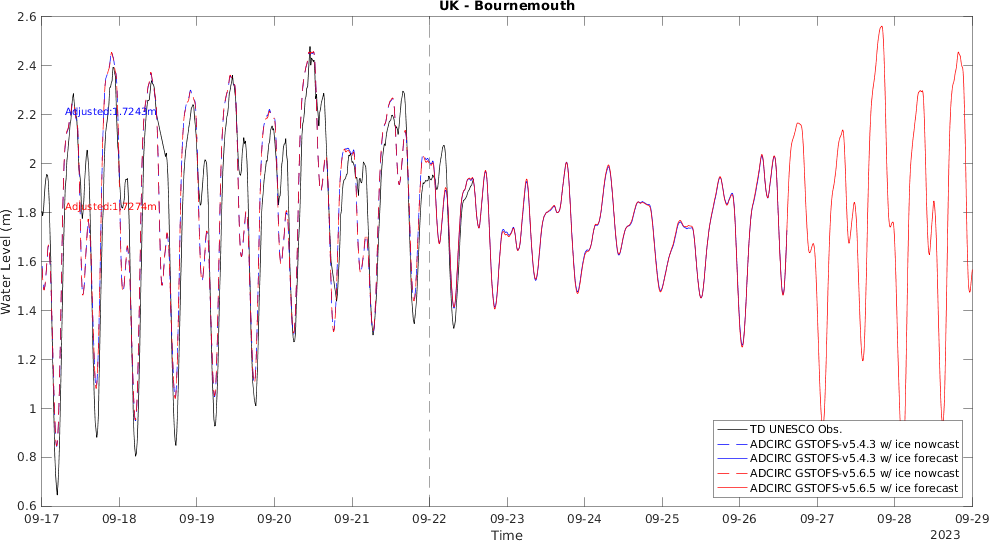 UK - Bournemouth
2.6
2.4
2.2
2
1.8
1.6
1.4
1.2
1
0.8
0.6
Water Level (m)
Adjusted:1.7243m
Adjusted:1.7274m
TD UNESCO Obs.
ADCIRC GSTOFS-v5.4.3 w/ ice nowcast
ADCIRC GSTOFS-v5.4.3 w/ ice forecast
ADCIRC GSTOFS-v5.6.5 w/ ice nowcast
ADCIRC GSTOFS-v5.6.5 w/ ice forecast
09-17 09-18 09-19 09-20 09-21 09-22 09-23 09-24 09-25 09-26 09-27 09-28 09-29
Time
2023